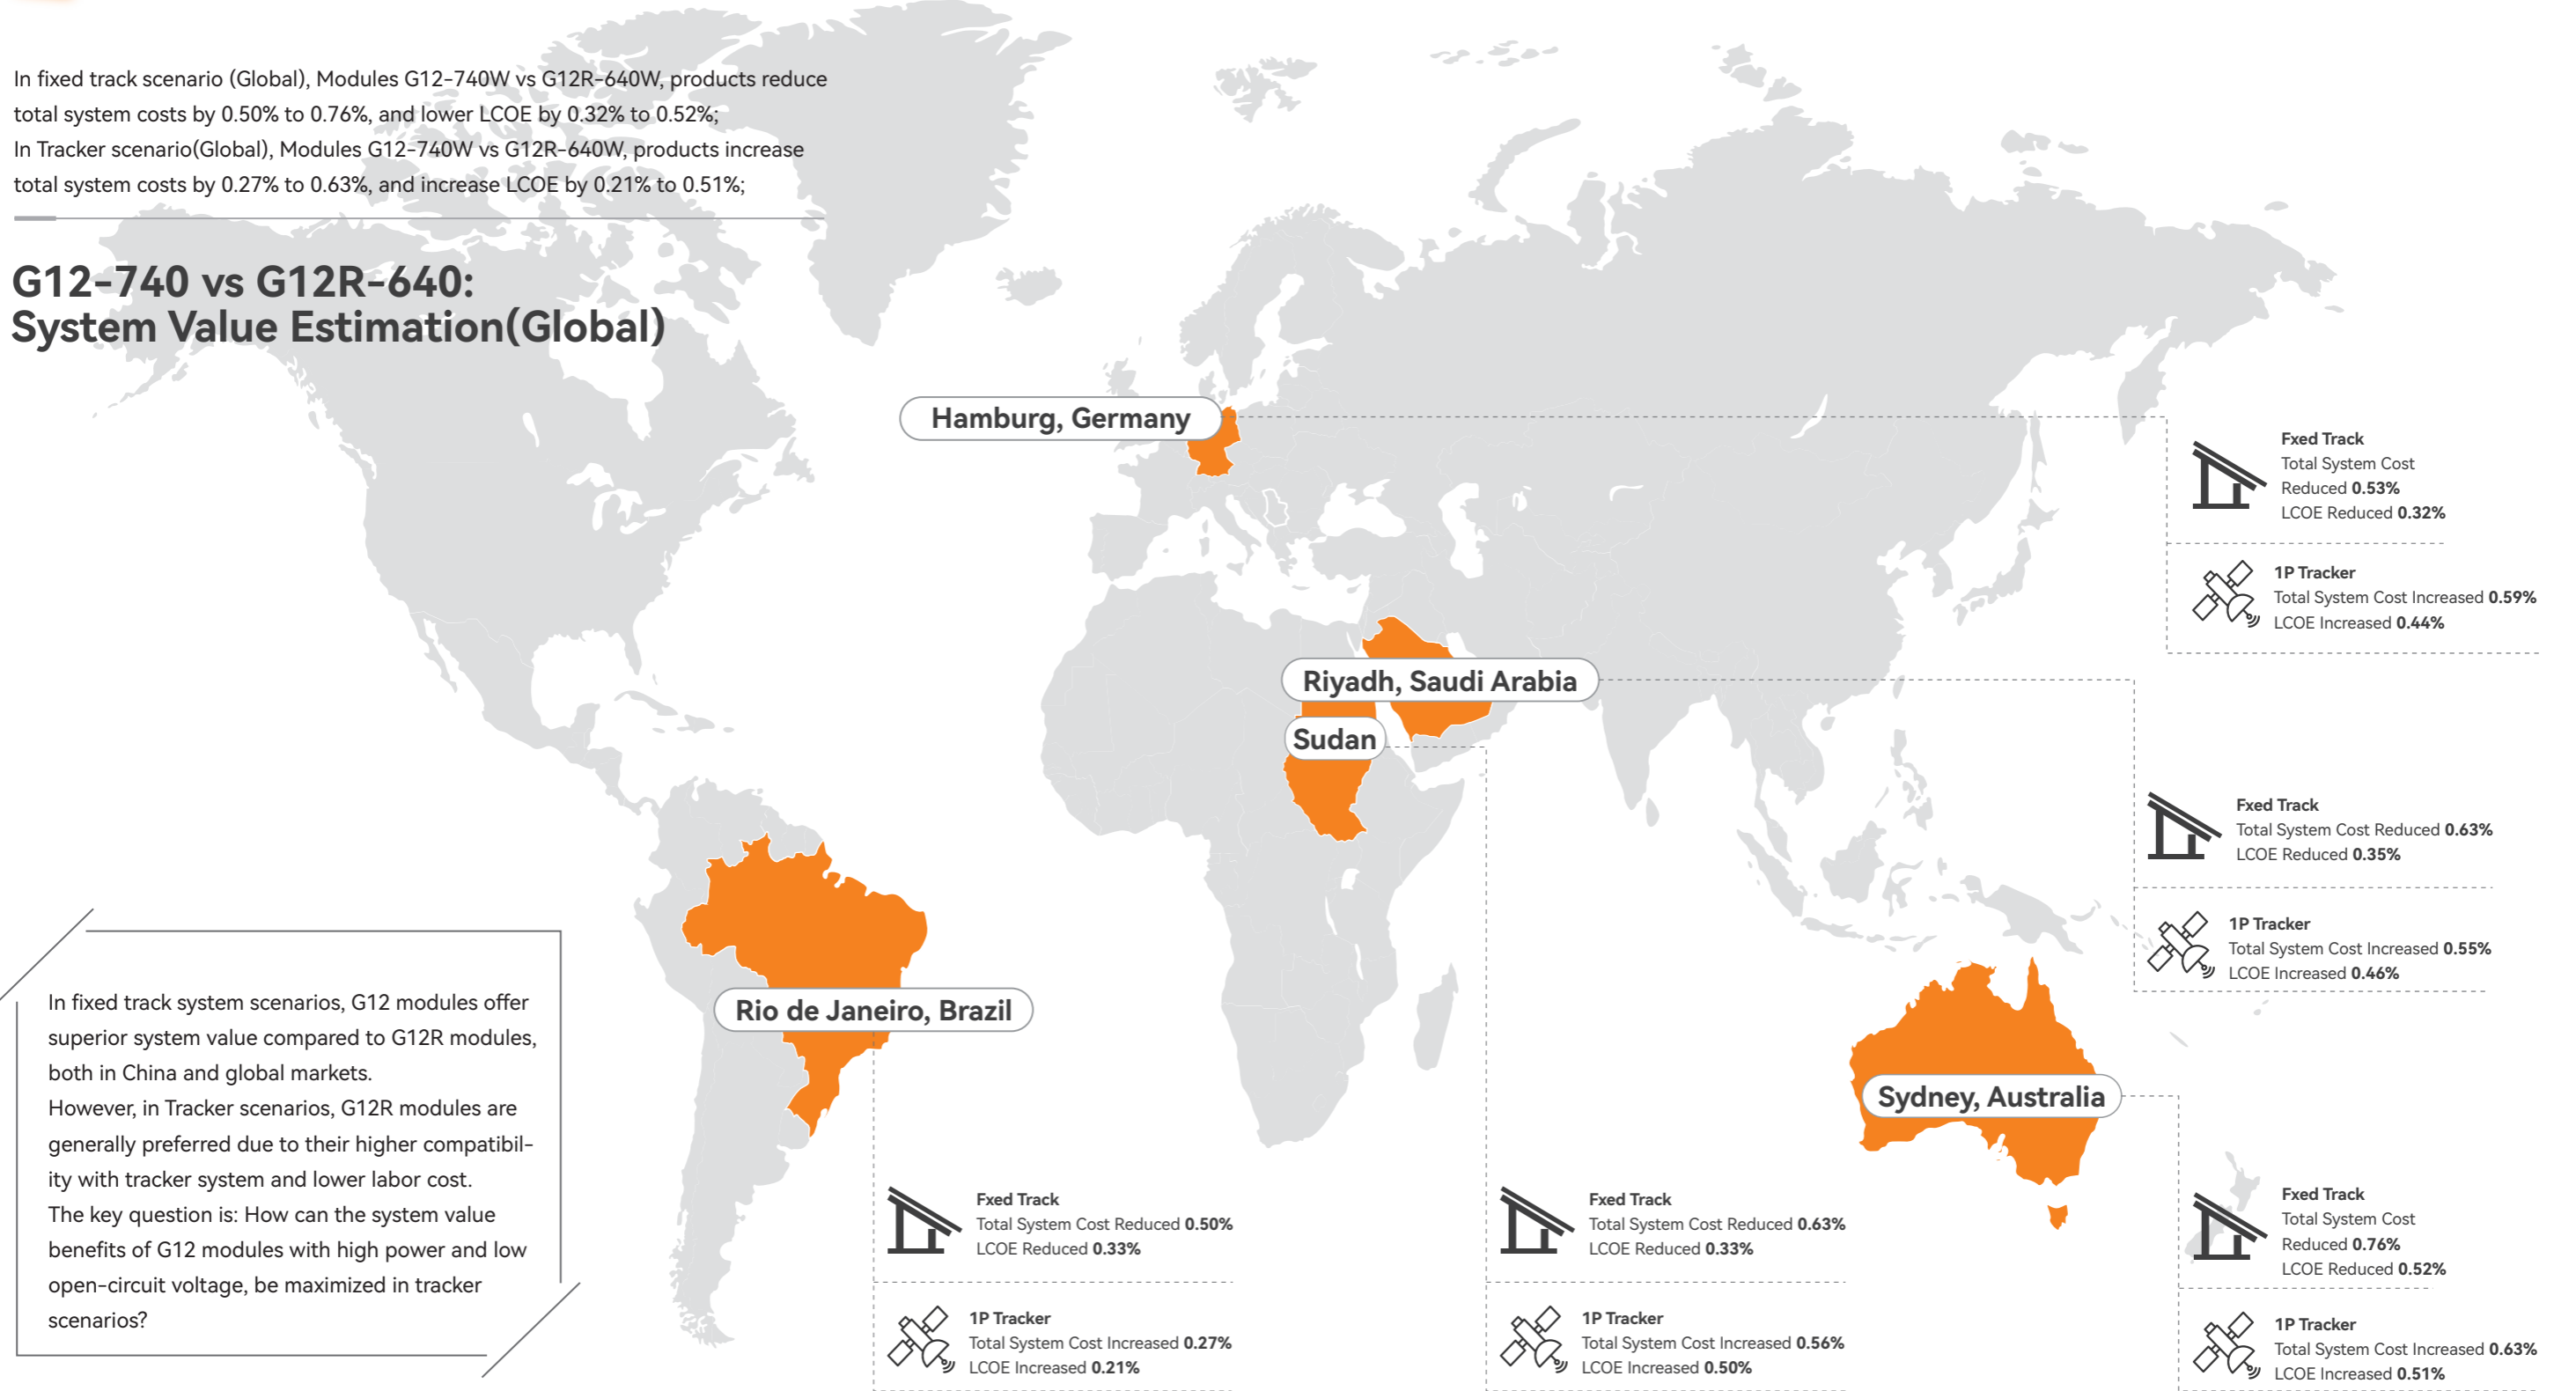 In fixed track scenario (Global), Modules G12-740W vs G12R-640W, products reduce
total system costs by 0.50% to 0.76%, and lower LCOE by 0.32% to 0.52%;
In Tracker scenario(Global), Modules G12-740W vs G12R-640W, products increase
total system costs by 0.27% to 0.63%, and increase LCOE by 0.21% to 0.51%;
G12-740 vs G12R-640:
System Value Estimation(Global)
Hamburg, Germany
Fxed Track
Total System Cost
Reduced 0.53%
LCOE Reduced 0.32%
1P Tracker
Total System Cost Increased 0.59%
LCOE Increased 0.44%
Riyadh, Saudi Arabia
Fxed Track
Total System Cost Reduced 0.63%
LCOE Reduced 0.35%
1P Tracker
Total System Cost Increased 0.55%
LCOE Increased 0.46%
Sudan
Fxed Track
Total System Cost Reduced 0.63%
LCOE Reduced 0.33%
1P Tracker
Total System Cost Increased 0.56%
LCOE Increased 0.50%
Rio de Janeiro, Brazil
Fxed Track
Total System Cost Reduced 0.50%
LCOE Reduced 0.33%
1P Tracker
Total System Cost Increased 0.27%
LCOE Increased 0.21%
Sydney, Australia
Fxed Track
Total System Cost
Reduced 0.76%
LCOE Reduced 0.52%
1P Tracker
Total System Cost Increased 0.63%
LCOE Increased 0.51%
In fixed track system scenarios, G12 modules offer
superior system value compared to G12R modules,
both in China and global markets.
However, in Tracker scenarios, G12R modules are
generally preferred due to their higher compatibil-
ity with tracker system and lower labor cost.
The key question is: How can the system value
benefits of G12 modules with high power and low
open-circuit voltage, be maximized in tracker
scenarios?